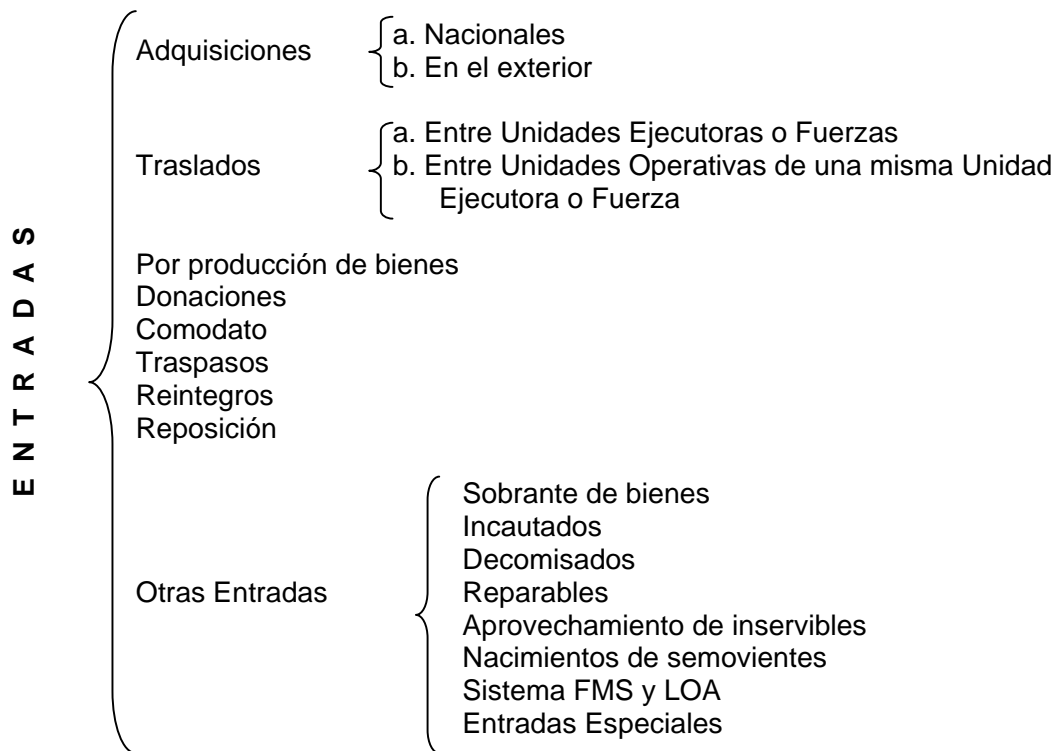 E N T R A D A S
Adquisiciones
a. Nacionales
b. En el exterior
Traslados
a. Entre Unidades Ejecutoras o Fuerzas
b. Entre Unidades Operativas de una misma Unidad
Ejecutora o Fuerza
Por producción de bienes
Donaciones
Comodato
Traspasos
Reintegros
Reposición
Otras Entradas
Sobrante de bienes
Incautados
Decomisados
Reparables
Aprovechamiento de inservibles
Nacimientos de semovientes
Sistema FMS y LOA
Entradas Especiales